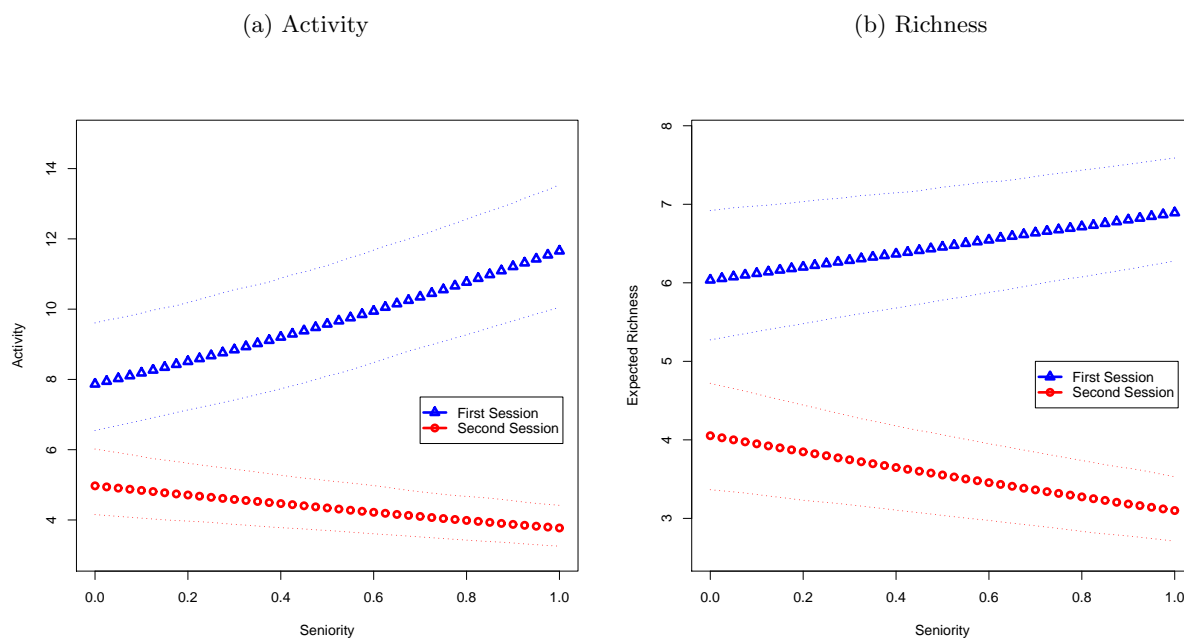 (a) Activity
(b) Richness
14
12
10
8
6
4
Activity
First Session
Second Session
0.0 0.2 0.4 0.6 0.8 1.0
Seniority
8
7
6
5
4
3
Expected Richness
First Session
Second Session
0.0 0.2 0.4 0.6 0.8 1.0
Seniority